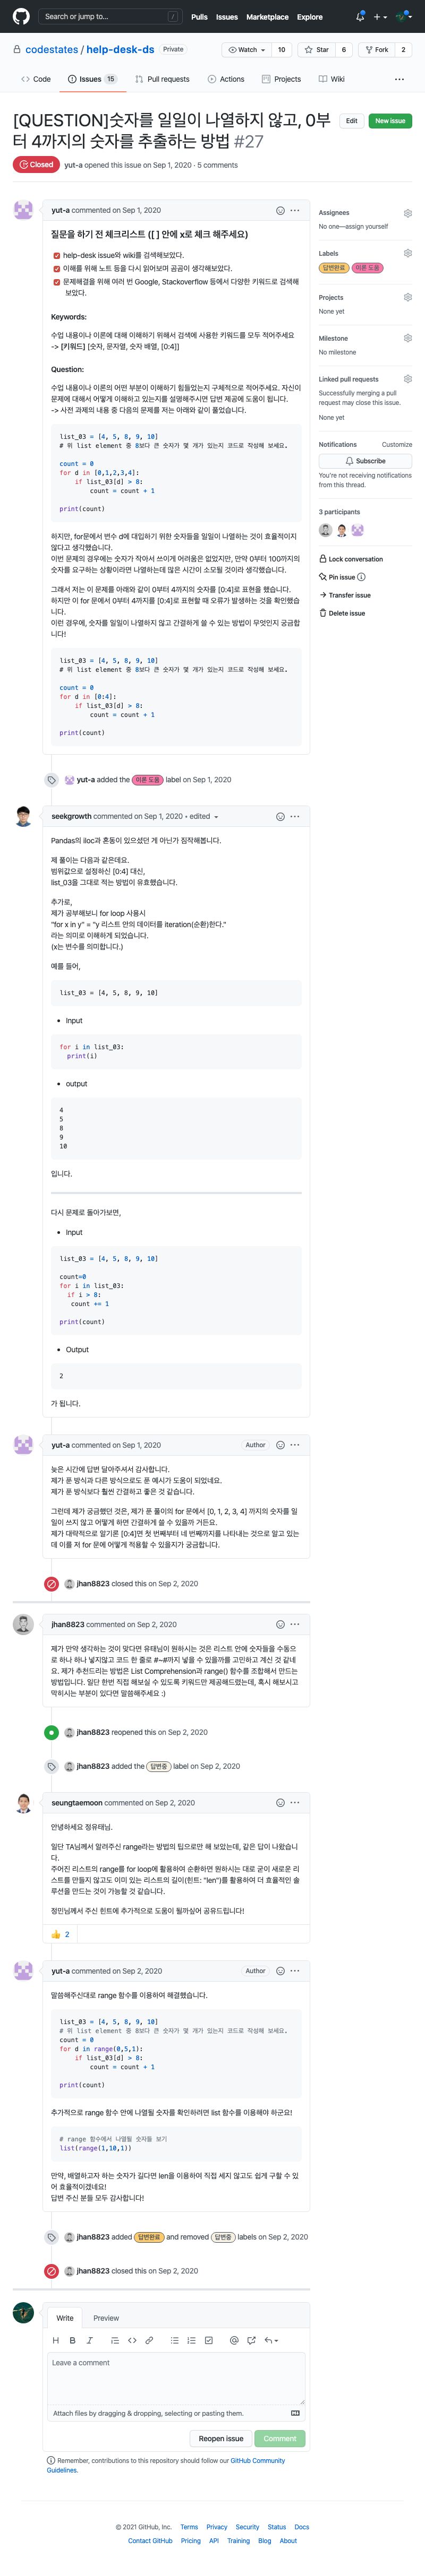 Search or jump to...
/
Pulls Issues Marketplace Explore
codestates / help-desk-ds Private
Watch 10 Star 6 Fork 2
Code Issues 15 Pull requests Actions Projects Wiki
[QUESTION]숫자를 일일이 나열하지 않고, 0부
터 4까지의 숫자를 추출하는 방법 #27
Edit New issue
Closed yut-a opened this issue on Sep 1, 2020 · 5 comments
yut-a commented on Sep 1, 2020
질문을 하기 전 체크리스트 ([ ] 안에 x로 체크 해주세요)
help-desk issue와 wiki를 검색해보았다.
이해를 위해 노트 등을 다시 읽어보며 곰곰이 생각해보았다.
문제해결을 위해 여러 번 Google, Stackoverflow 등에서 다양한 키워드로 검색해
보았다.
Keywords:
수업 내용이나 이론에 대해 이해하기 위해서 검색에 사용한 키워드를 모두 적어주세요
-> [키워드] [숫자, 문자열, 숫자 배열, [0:4]]
Question:
수업 내용이나 이론의 어떤 부분이 이해하기 힘들었는지 구체적으로 적어주세요. 자신이
문제에 대해서 어떻게 이해하고 있는지를 설명해주시면 답변 제공에 도움이 됩니다.
-> 사전 과제의 내용 중 다음의 문제를 저는 아래와 같이 풀었습니다.
list_03 = [4, 5, 8, 9, 10]
# 위 list element 중 8보다 큰 숫자가 몇 개가 있는지 코드로 작성해 보세요.
count = 0
for d in [0,1,2,3,4]:
if list_03[d] > 8:
count = count + 1
print(count)
하지만, for문에서 변수 d에 대입하기 위한 숫자들을 일일이 나열하는 것이 효율적이지
않다고 생각했습니다.
이번 문제의 경우에는 숫자가 작아서 쓰이게 어려움은 없었지만, 만약 0부터 100까지의
숫자를 요구하는 상황이라면 나열하는데 많은 시간이 소모될 것이라 생각했습니다.
그래서 저는 이 문제를 아래와 같이 0부터 4까지의 숫자를 [0:4]로 표현을 했습니다.
하지만 이 for 문에서 0부터 4까지를 [0:4]로 표현할 때 오류가 발생하는 것을 확인했습
니다.
이런 경우에, 숫자를 일일이 나열하지 않고 간결하게 쓸 수 있는 방법이 무엇인지 궁금합
니다!
list_03 = [4, 5, 8, 9, 10]
# 위 list element 중 8보다 큰 숫자가 몇 개가 있는지 코드로 작성해 보세요.
count = 0
for d in [0:4]:
if list_03[d] > 8:
count = count + 1
print(count)
yut-a added the 이론 도움 label on Sep 1, 2020
seekgrowth commented on Sep 1, 2020 • edited
Pandas의 iloc과 혼동이 있으셨던 게 아닌가 짐작해봅니다.
제 풀이는 다음과 같은데요.
범위값으로 설정하신 [0:4] 대신,
list_03을 그대로 적는 방법이 유효했습니다.
추가로,
제가 공부해보니 for loop 사용시
"for x in y" = "y 리스트 안의 데이터를 iteration(순환)한다."
라는 의미로 이해하게 되었습니다.
(x는 변수를 의미합니다.)
예를 들어,
list_03 = [4, 5, 8, 9, 10]
Input
for i in list_03:
print(i)
output
4
5
8
9
10
입니다.
다시 문제로 돌아가보면,
Input
list_03 = [4, 5, 8, 9, 10]
count=0
for i in list_03:
if i > 8:
count += 1
print(count)
Output
2
가 됩니다.
yut-a commented on Sep 1, 2020 Author
늦은 시간에 답변 달아주셔서 감사합니다.
제가 푼 방식과 다른 방식으로도 푼 예시가 도움이 되었네요.
제가 푼 방식보다 훨씬 간결하고 좋은 것 같습니다.
그런데 제가 궁금했던 것은, 제가 푼 풀이의 for 문에서 [0, 1, 2, 3, 4] 까지의 숫자를 일
일이 쓰지 않고 어떻게 하면 간결하게 쓸 수 있을까 거든요.
제가 대략적으로 알기론 [0:4]면 첫 번째부터 네 번째까지를 나타내는 것으로 알고 있는
데 이를 저 for 문에 어떻게 적용할 수 있을지가 궁금합니다.
jhan8823 closed this on Sep 2, 2020
jhan8823 commented on Sep 2, 2020
제가 만약 생각하는 것이 맞다면 유태님이 원하시는 것은 리스트 안에 숫자들을 수동으
로 하나 하나 넣지않고 코드 한 줄로 #~#까지 넣을 수 있을까를 고민하고 계신 것 같네
요. 제가 추천드리는 방법은 List Comprehension과 range() 함수를 조합해서 만드는
방법입니다. 일단 한번 직접 해보실 수 있도록 키워드만 제공해드렸는데, 혹시 해보시고
막히시는 부분이 있다면 말씀해주세요 :)
jhan8823 reopened this on Sep 2, 2020
jhan8823 added the 답변중 label on Sep 2, 2020
seungtaemoon commented on Sep 2, 2020
안녕하세요 정유태님.
일단 TA님께서 알려주신 range라는 방법의 팁으로만 해 보았는데, 같은 답이 나왔습니
다.
주어진 리스트의 range를 for loop에 활용하여 순환하면 원하시는 대로 굳이 새로운 리
스트를 만들지 않고도 이미 있는 리스트의 길이(힌트: "len")를 활용하여 더 효율적인 솔
루션을 만드는 것이 가능할 것 같습니다.
정민님께서 주신 힌트에 추가적으로 도움이 될까싶어 공유드립니다!
👍 2
yut-a commented on Sep 2, 2020 Author
말씀해주신대로 range 함수를 이용하여 해결했습니다.
list_03 = [4, 5, 8, 9, 10]
# 위 list element 중 8보다 큰 숫자가 몇 개가 있는지 코드로 작성해 보세요.
count = 0
for d in range(0,5,1):
if list_03[d] > 8:
count = count + 1
print(count)
추가적으로 range 함수 안에 나열될 숫자를 확인하려면 list 함수를 이용해야 하군요!
# range 함수에서 나열될 숫자들 보기
list(range(1,10,1))
만약, 배열하고자 하는 숫자가 길다면 len을 이용하여 직접 세지 않고도 쉽게 구할 수 있
어 효율적이겠네요!
답변 주신 분들 모두 감사합니다!
jhan8823 added 답변완료 and removed 답변중 labels on Sep 2, 2020
jhan8823 closed this on Sep 2, 2020
Write Preview
Leave a comment
Attach files by dragging & dropping, selecting or pasting them.
Reopen issue Comment
Remember, contributions to this repository should follow our GitHub Community
Guidelines.
Assignees
No one—assign yourself
Labels
답변완료 이론 도움
Projects
None yet
Milestone
No milestone
Linked pull requests
Successfully merging a pull
request may close this issue.
None yet
Notifications Customize
Subscribe
You're not receiving notifications
from this thread.
3 participants
Lock conversation
Pin issue
Transfer issue
Delete issue
© 2021 GitHub, Inc. Terms Privacy Security Status Docs
Contact GitHub Pricing API Training Blog About